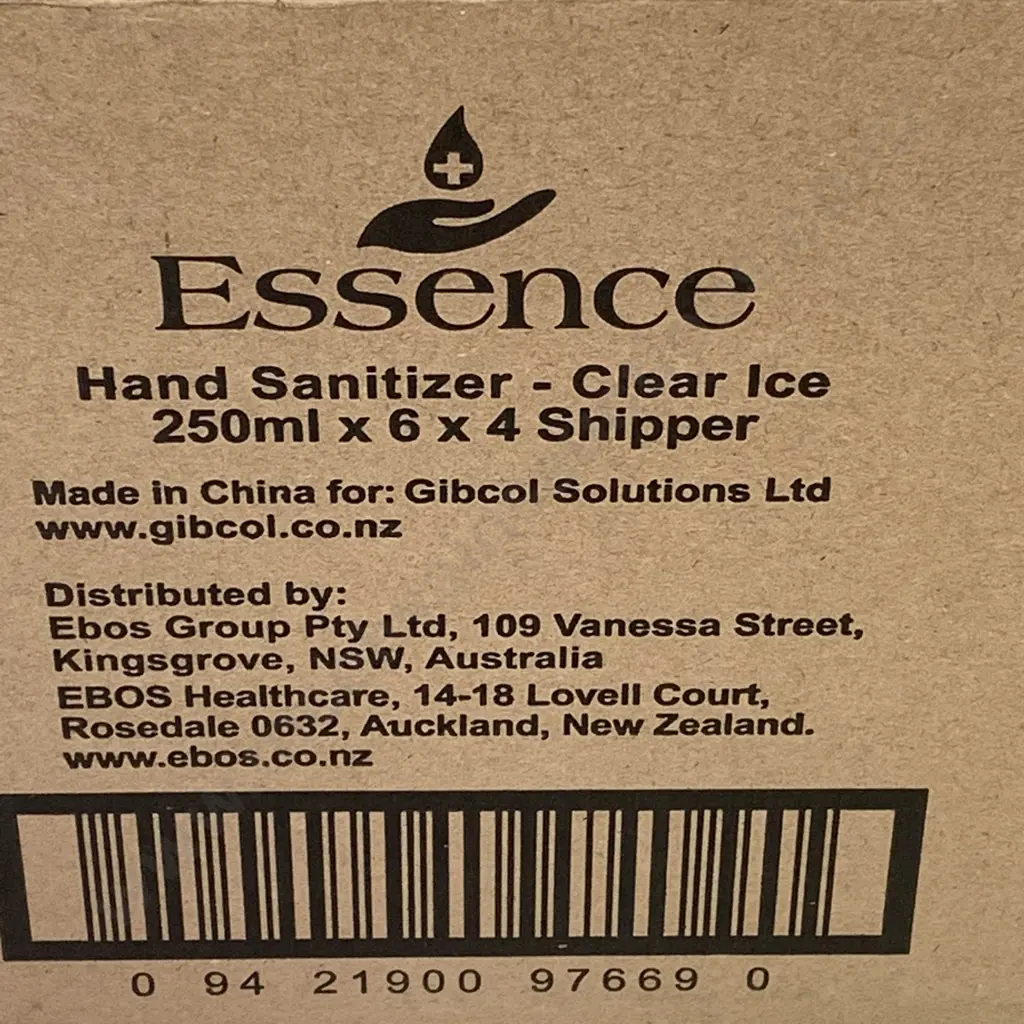 Essence
Hand Sanitizer - Clear Ice
250ml x 6 x 4 Shipper
Made in China for: Gibcol Solutions Ltd
www.gibcol.co.nz
Distributed by:
Ebos Group Pty Ltd, 109 Vanessa Street,
Kingsgrove, NSW, Australia
EBOS Healthcare, 14-18 Lovell Court,
Rosedale 0632, Auckland, New Zealand.
www.ebos.co.nz
0 94 21900 97669 0